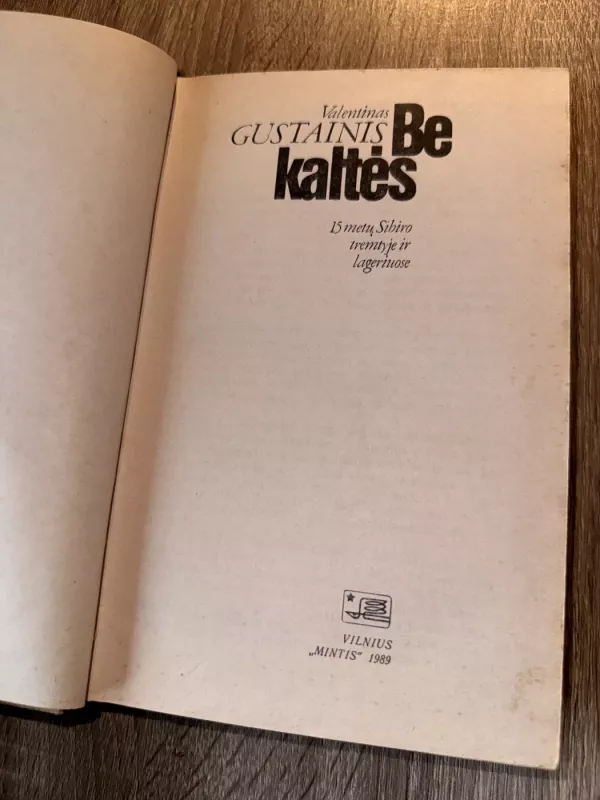 Valentinas
GUSTAINIS Be
kaltės
15 metų Sibiro
tremtyje ir
lageriuose
VILNIUS
„MINTIS“ 1989